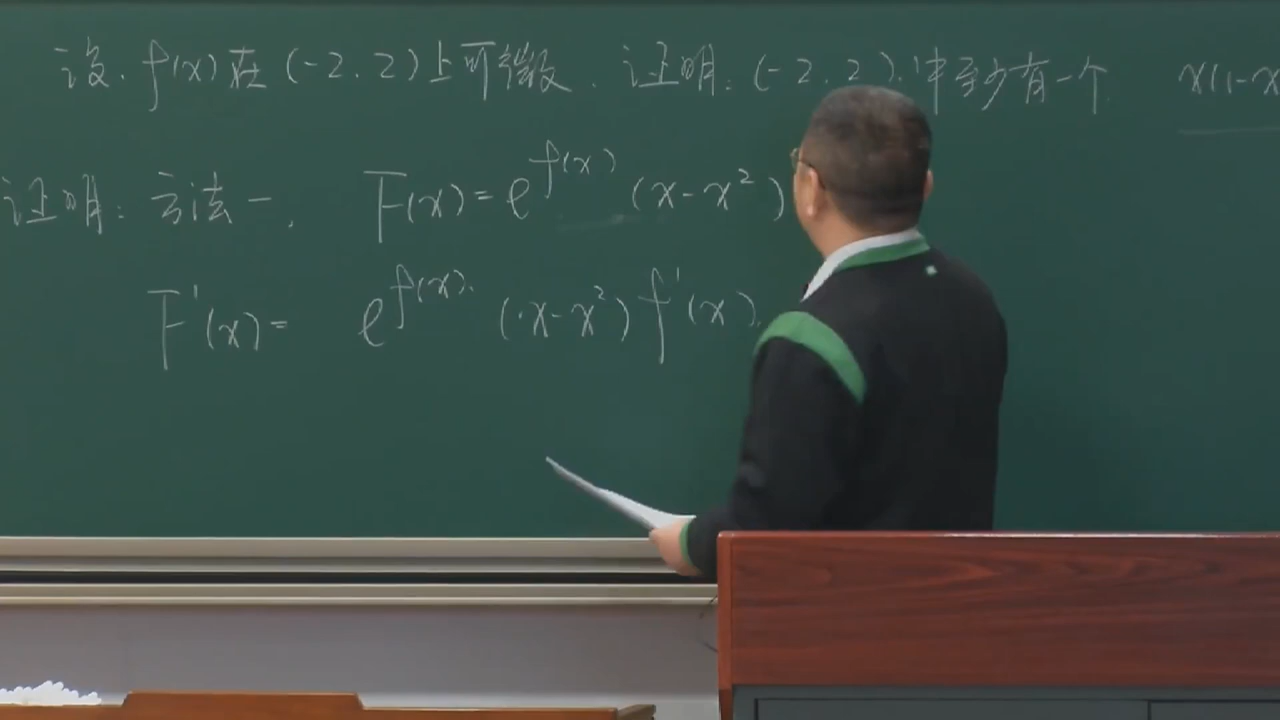 设. f(x)在(-2, 2)上可微. 证明: (-2, 2)中至少有一个 x(1-x
证明: 方法一, F(x)=e^{f(x)} (x-x²)
F'(x)= e^{f(x)}. (x-x²) f'(x).